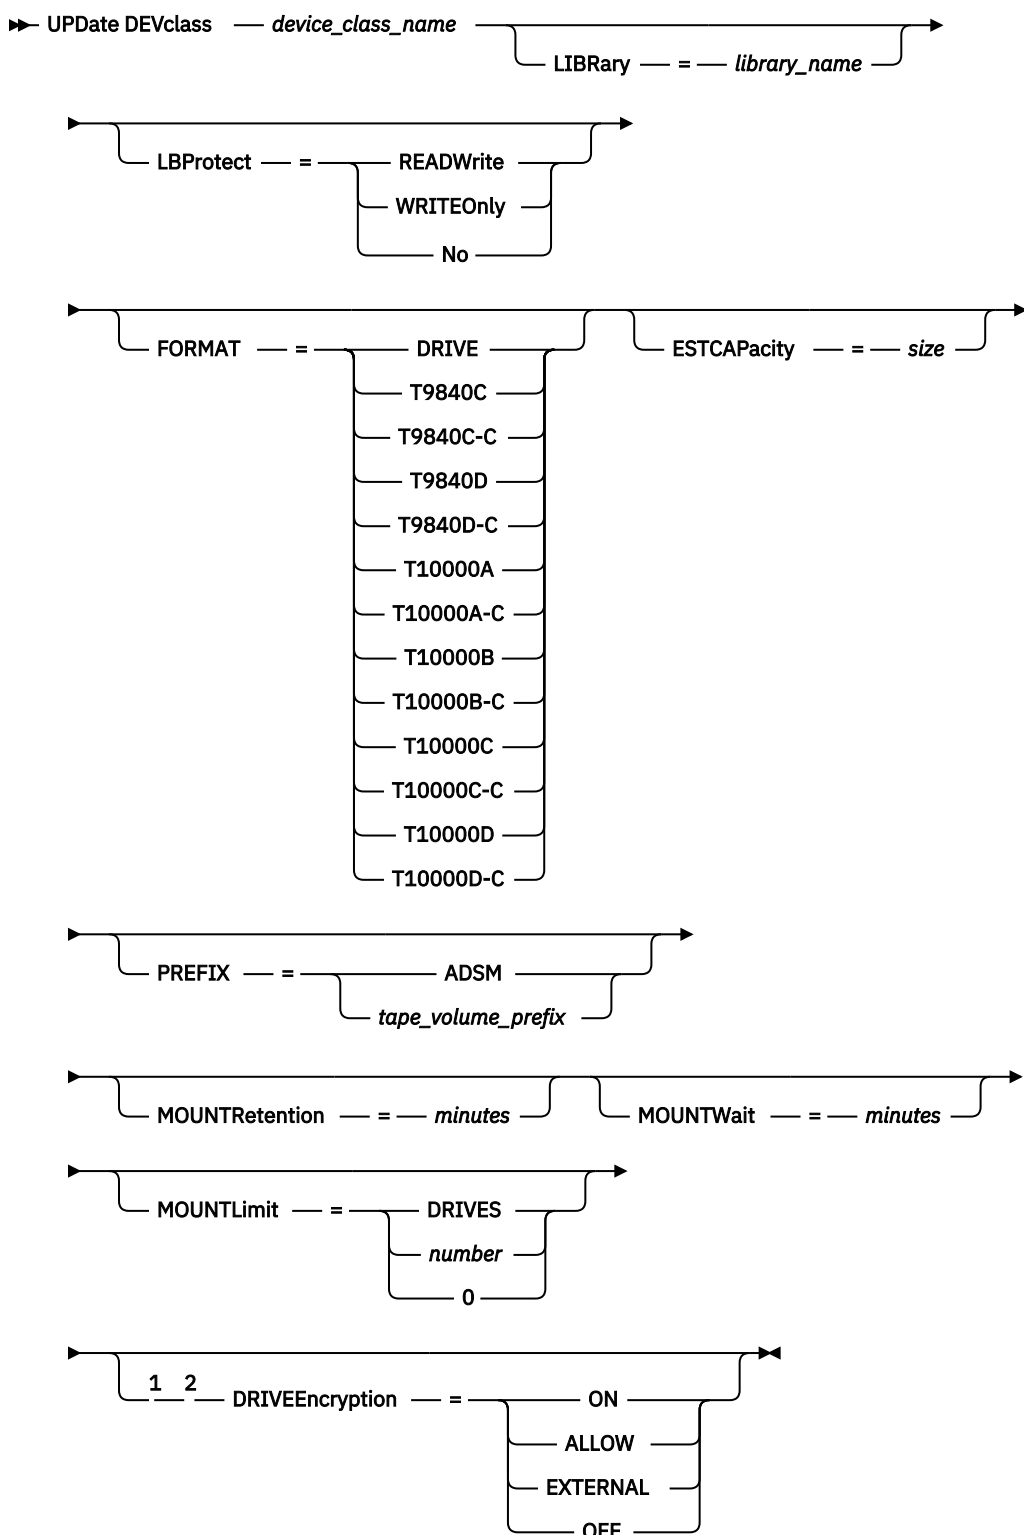 UPDate DEVclass device_class_name
LIBRary = library_name
LBProtect = READWrite
WRITEOnly
No
FORMAT = DRIVE ESTCAPacity = size
T9840C
T9840C-C
T9840D
T9840D-C
T10000A
T10000A-C
T10000B
T10000B-C
T10000C
T10000C-C
T10000D
T10000D-C
PREFIX = ADSM
tape_volume_prefix
MOUNTRetention = minutes MOUNTWait = minutes
MOUNTLimit = DRIVES
number
0
1 2
DRIVEEncryption = ON
ALLOW
EXTERNAL
OFF